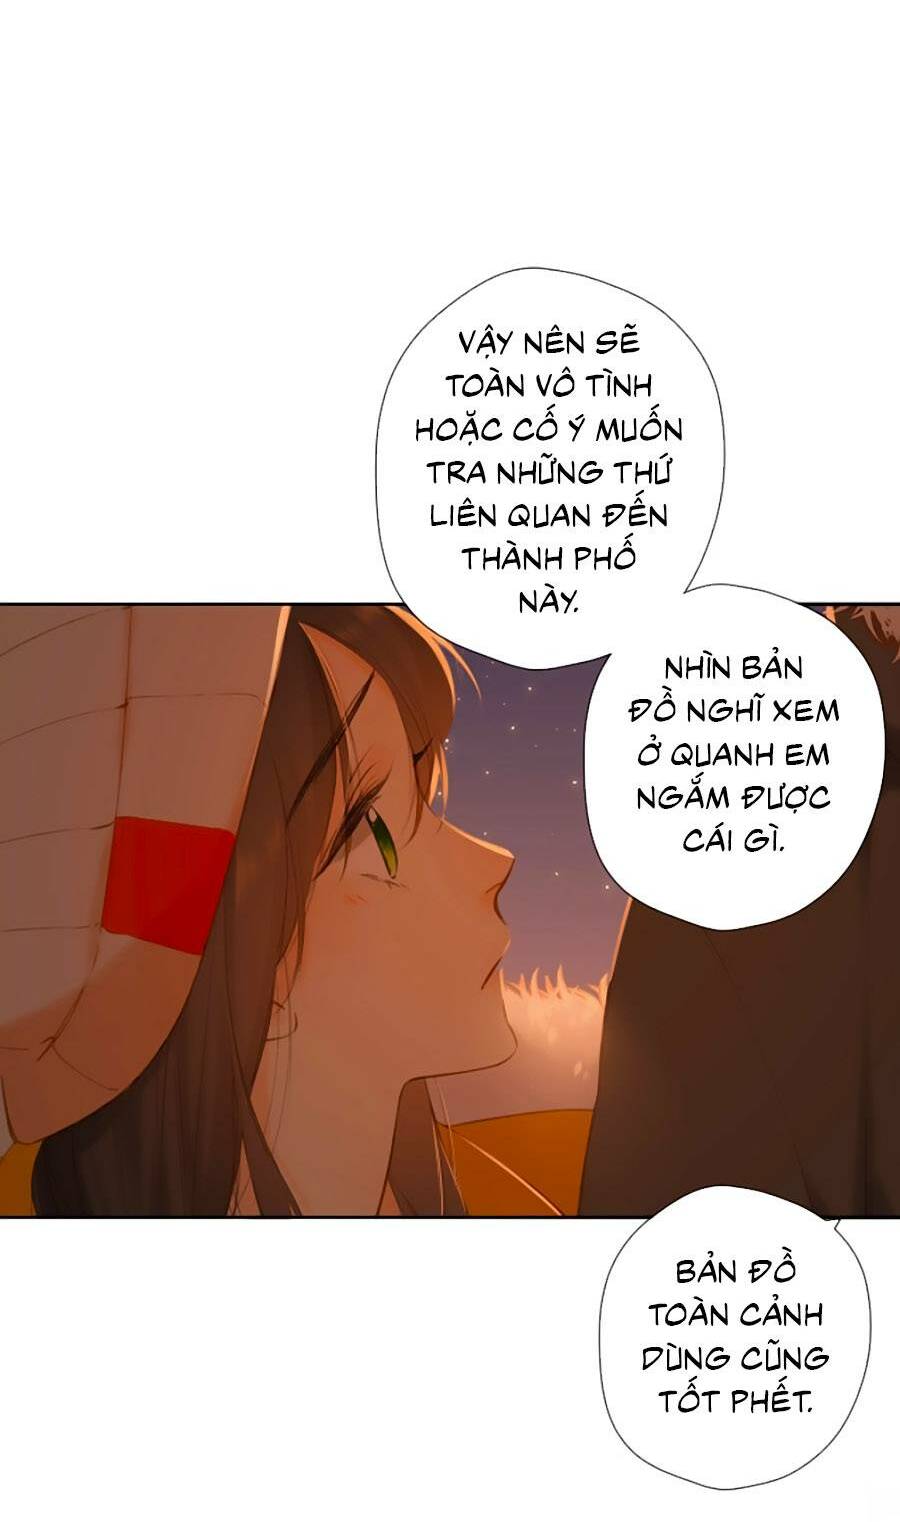 VẬY NÊN SẼ
TOÀN VÔ TÌNH
HOẶC CỐ Ý MUỐN
TRA NHỮNG THỨ
LIÊN QUAN ĐẾN
THÀNH PHỐ
NÀY.
NHÌN BẢN
ĐỒ NGHĨ XEM
Ở QUANH EM
NGẮM ĐƯỢC
CÁI GÌ.
BẢN ĐỒ
TOÀN CẢNH
DÙNG CŨNG
TỐT PHẾT.